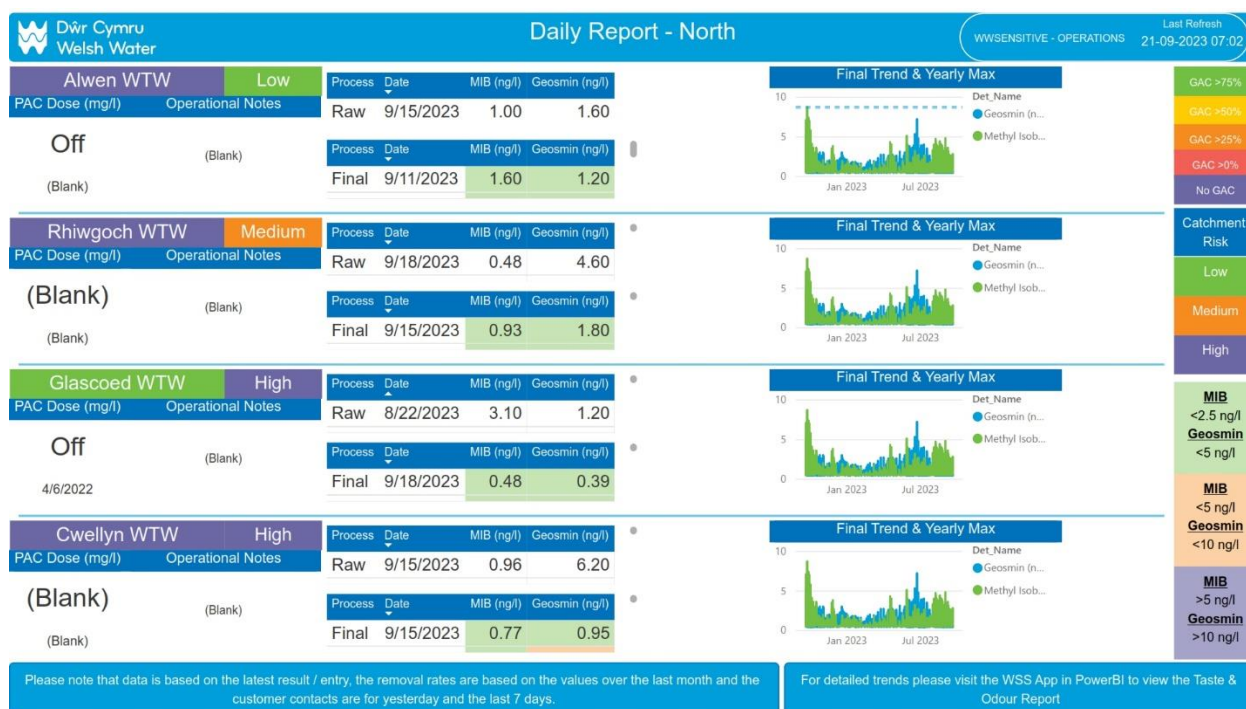 Dŵr Cymru
Welsh Water
Daily Report - North
WWSENSITIVE - OPERATIONS
Last Refresh
21-09-2023 07:02
Alwen WTW Low
PAC Dose (mg/l) Operational Notes
Off
(Blank)
(Blank)
Process Date MIB (ng/l) Geosmin (ng/l)
Raw 9/15/2023 1.00 1.60
Process Date MIB (ng/l) Geosmin (ng/l)
Final 9/11/2023 1.60 1.20
Final Trend & Yearly Max
10
5
0
Jan 2023 Jul 2023
Det_Name
Geosmin (n...
Methyl Isob...
Rhiwgoch WTW Medium
PAC Dose (mg/l) Operational Notes
(Blank)
(Blank)
(Blank)
Process Date MIB (ng/l) Geosmin (ng/l)
Raw 9/18/2023 0.48 4.60
Process Date MIB (ng/l) Geosmin (ng/l)
Final 9/15/2023 0.93 1.80
Final Trend & Yearly Max
10
5
0
Jan 2023 Jul 2023
Det_Name
Geosmin (n...
Methyl Isob...
Glascoed WTW High
PAC Dose (mg/l) Operational Notes
Off
(Blank)
4/6/2022
Process Date MIB (ng/l) Geosmin (ng/l)
Raw 8/22/2023 3.10 1.20
Process Date MIB (ng/l) Geosmin (ng/l)
Final 9/18/2023 0.48 0.39
Final Trend & Yearly Max
10
5
0
Jan 2023 Jul 2023
Det_Name
Geosmin (n...
Methyl Isob...
Cwellyn WTW High
PAC Dose (mg/l) Operational Notes
(Blank)
(Blank)
(Blank)
Process Date MIB (ng/l) Geosmin (ng/l)
Raw 9/15/2023 0.96 6.20
Process Date MIB (ng/l) Geosmin (ng/l)
Final 9/15/2023 0.77 0.95
Final Trend & Yearly Max
10
5
0
Jan 2023 Jul 2023
Det_Name
Geosmin (n...
Methyl Isob...
GAC >75%
GAC >50%
GAC >25%
GAC >0%
No GAC
Catchment
Risk
Low
Medium
High
MIB
<2.5 ng/l
Geosmin
<5 ng/l
MIB
<5 ng/l
Geosmin
<10 ng/l
MIB
>5 ng/l
Geosmin
>10 ng/l
Please note that data is based on the latest result / entry, the removal rates are based on the values over the last month and the
customer contacts are for yesterday and the last 7 days.
For detailed trends please visit the WSS App in PowerBI to view the Taste &
Odour Report